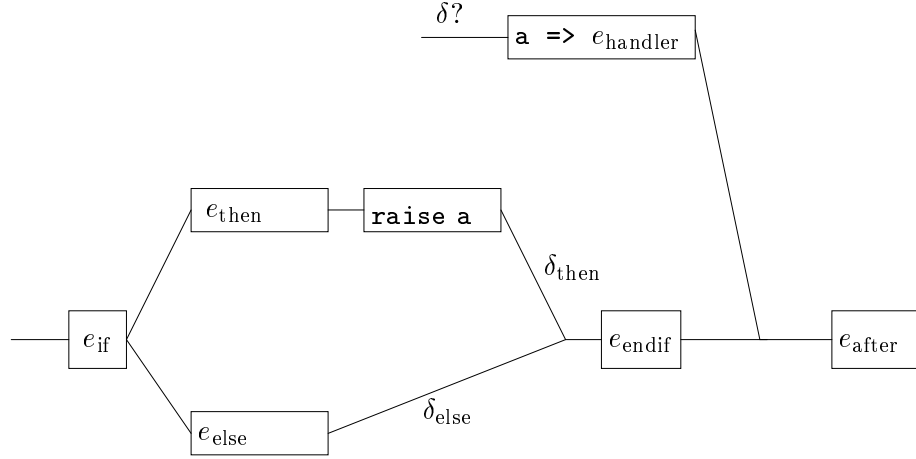 δ?
a => e_handler
e_then
raise a
δ_then
e_if
e_endif
e_after
δ_else
e_else